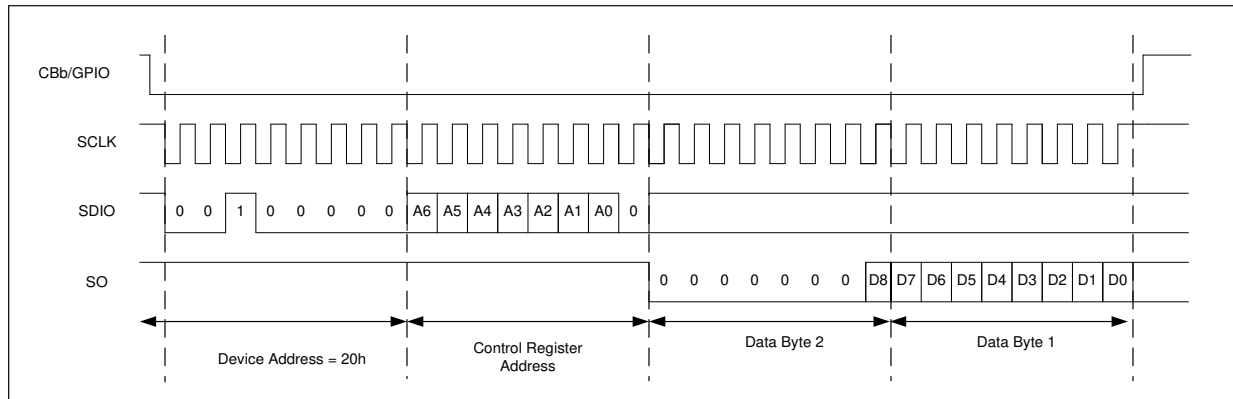 CBb/GPIO
SCLK
SDIO
0 0 1 0 0 0 0 0 A6 A5 A4 A3 A2 A1 A0 0
SO
0 0 0 0 0 0 0 D8 D7 D6 D5 D4 D3 D2 D1 D0
Device Address = 20h
Control Register
Address
Data Byte 2
Data Byte 1